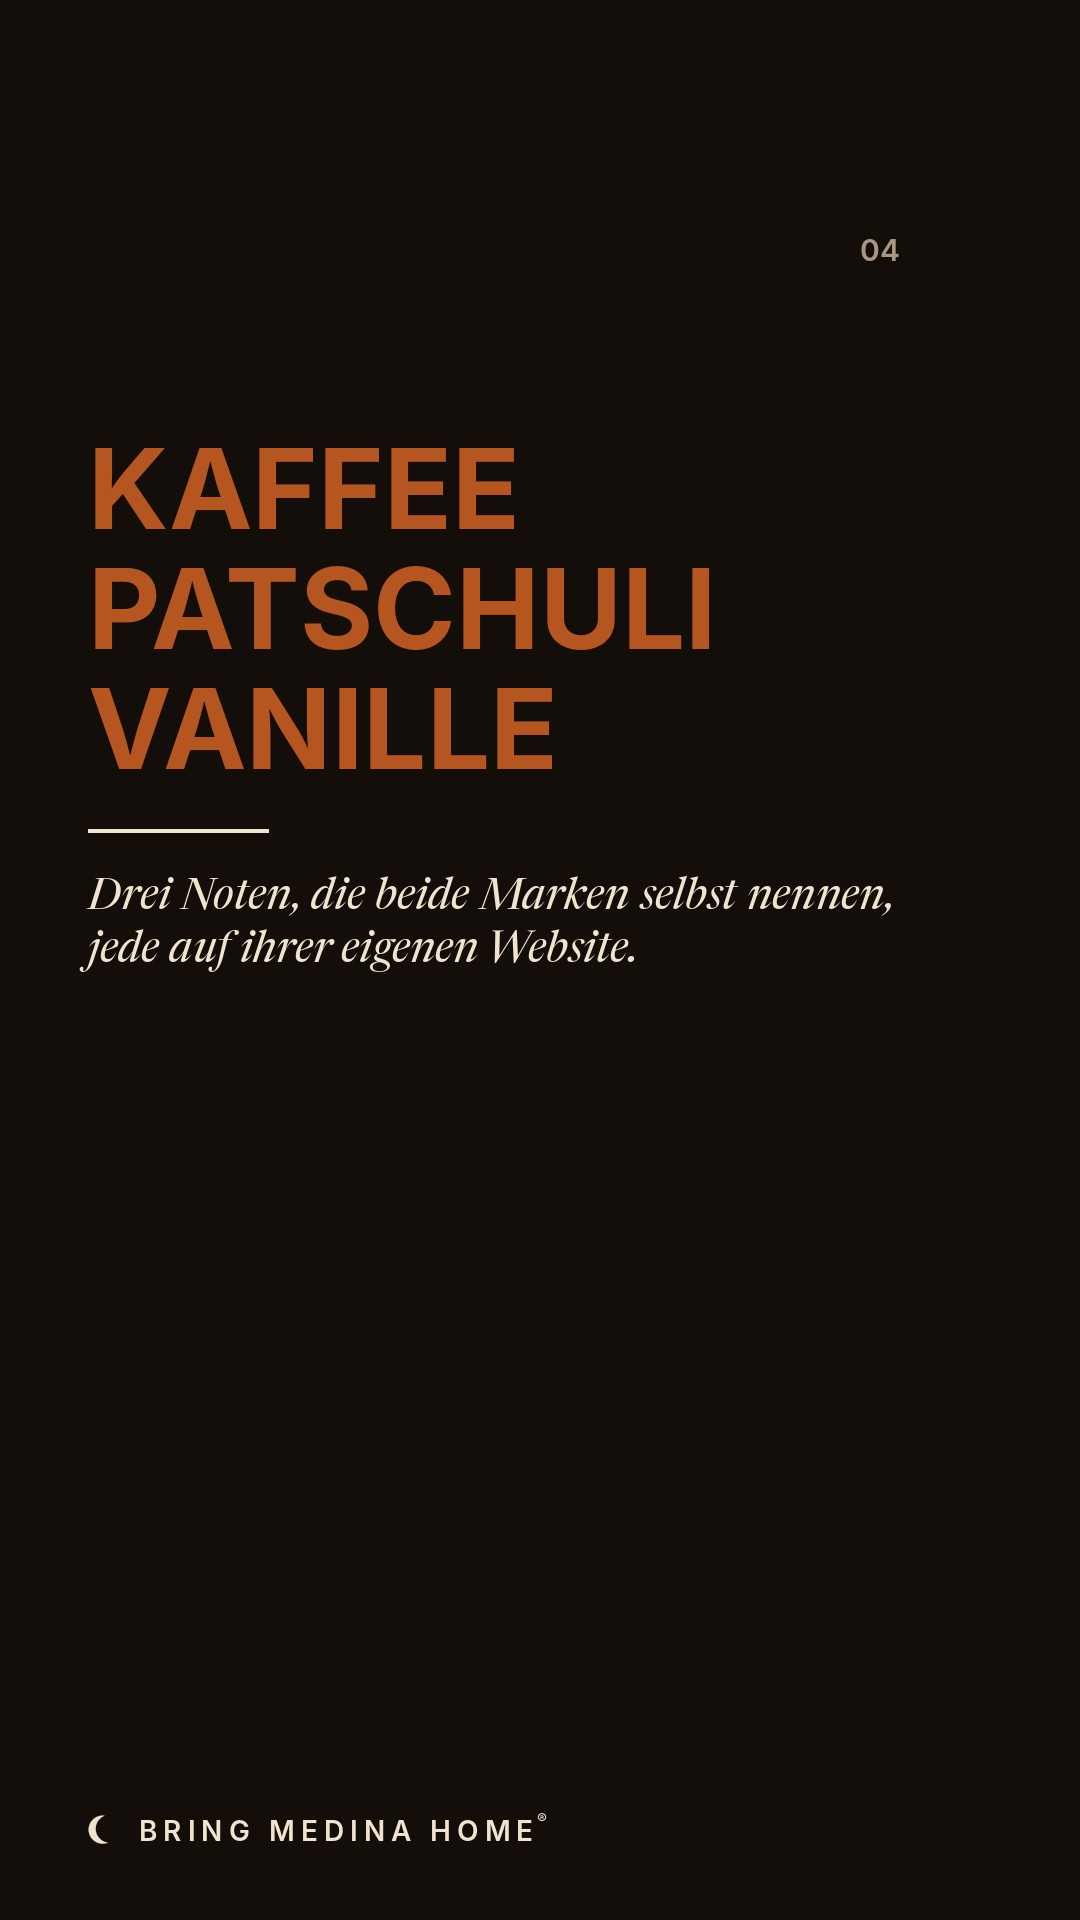 04
KAFFEE
PATSCHULI
VANILLE
Drei Noten, die beide Marken selbst nennen,
jede auf ihrer eigenen Website.
BRING MEDINA HOME®